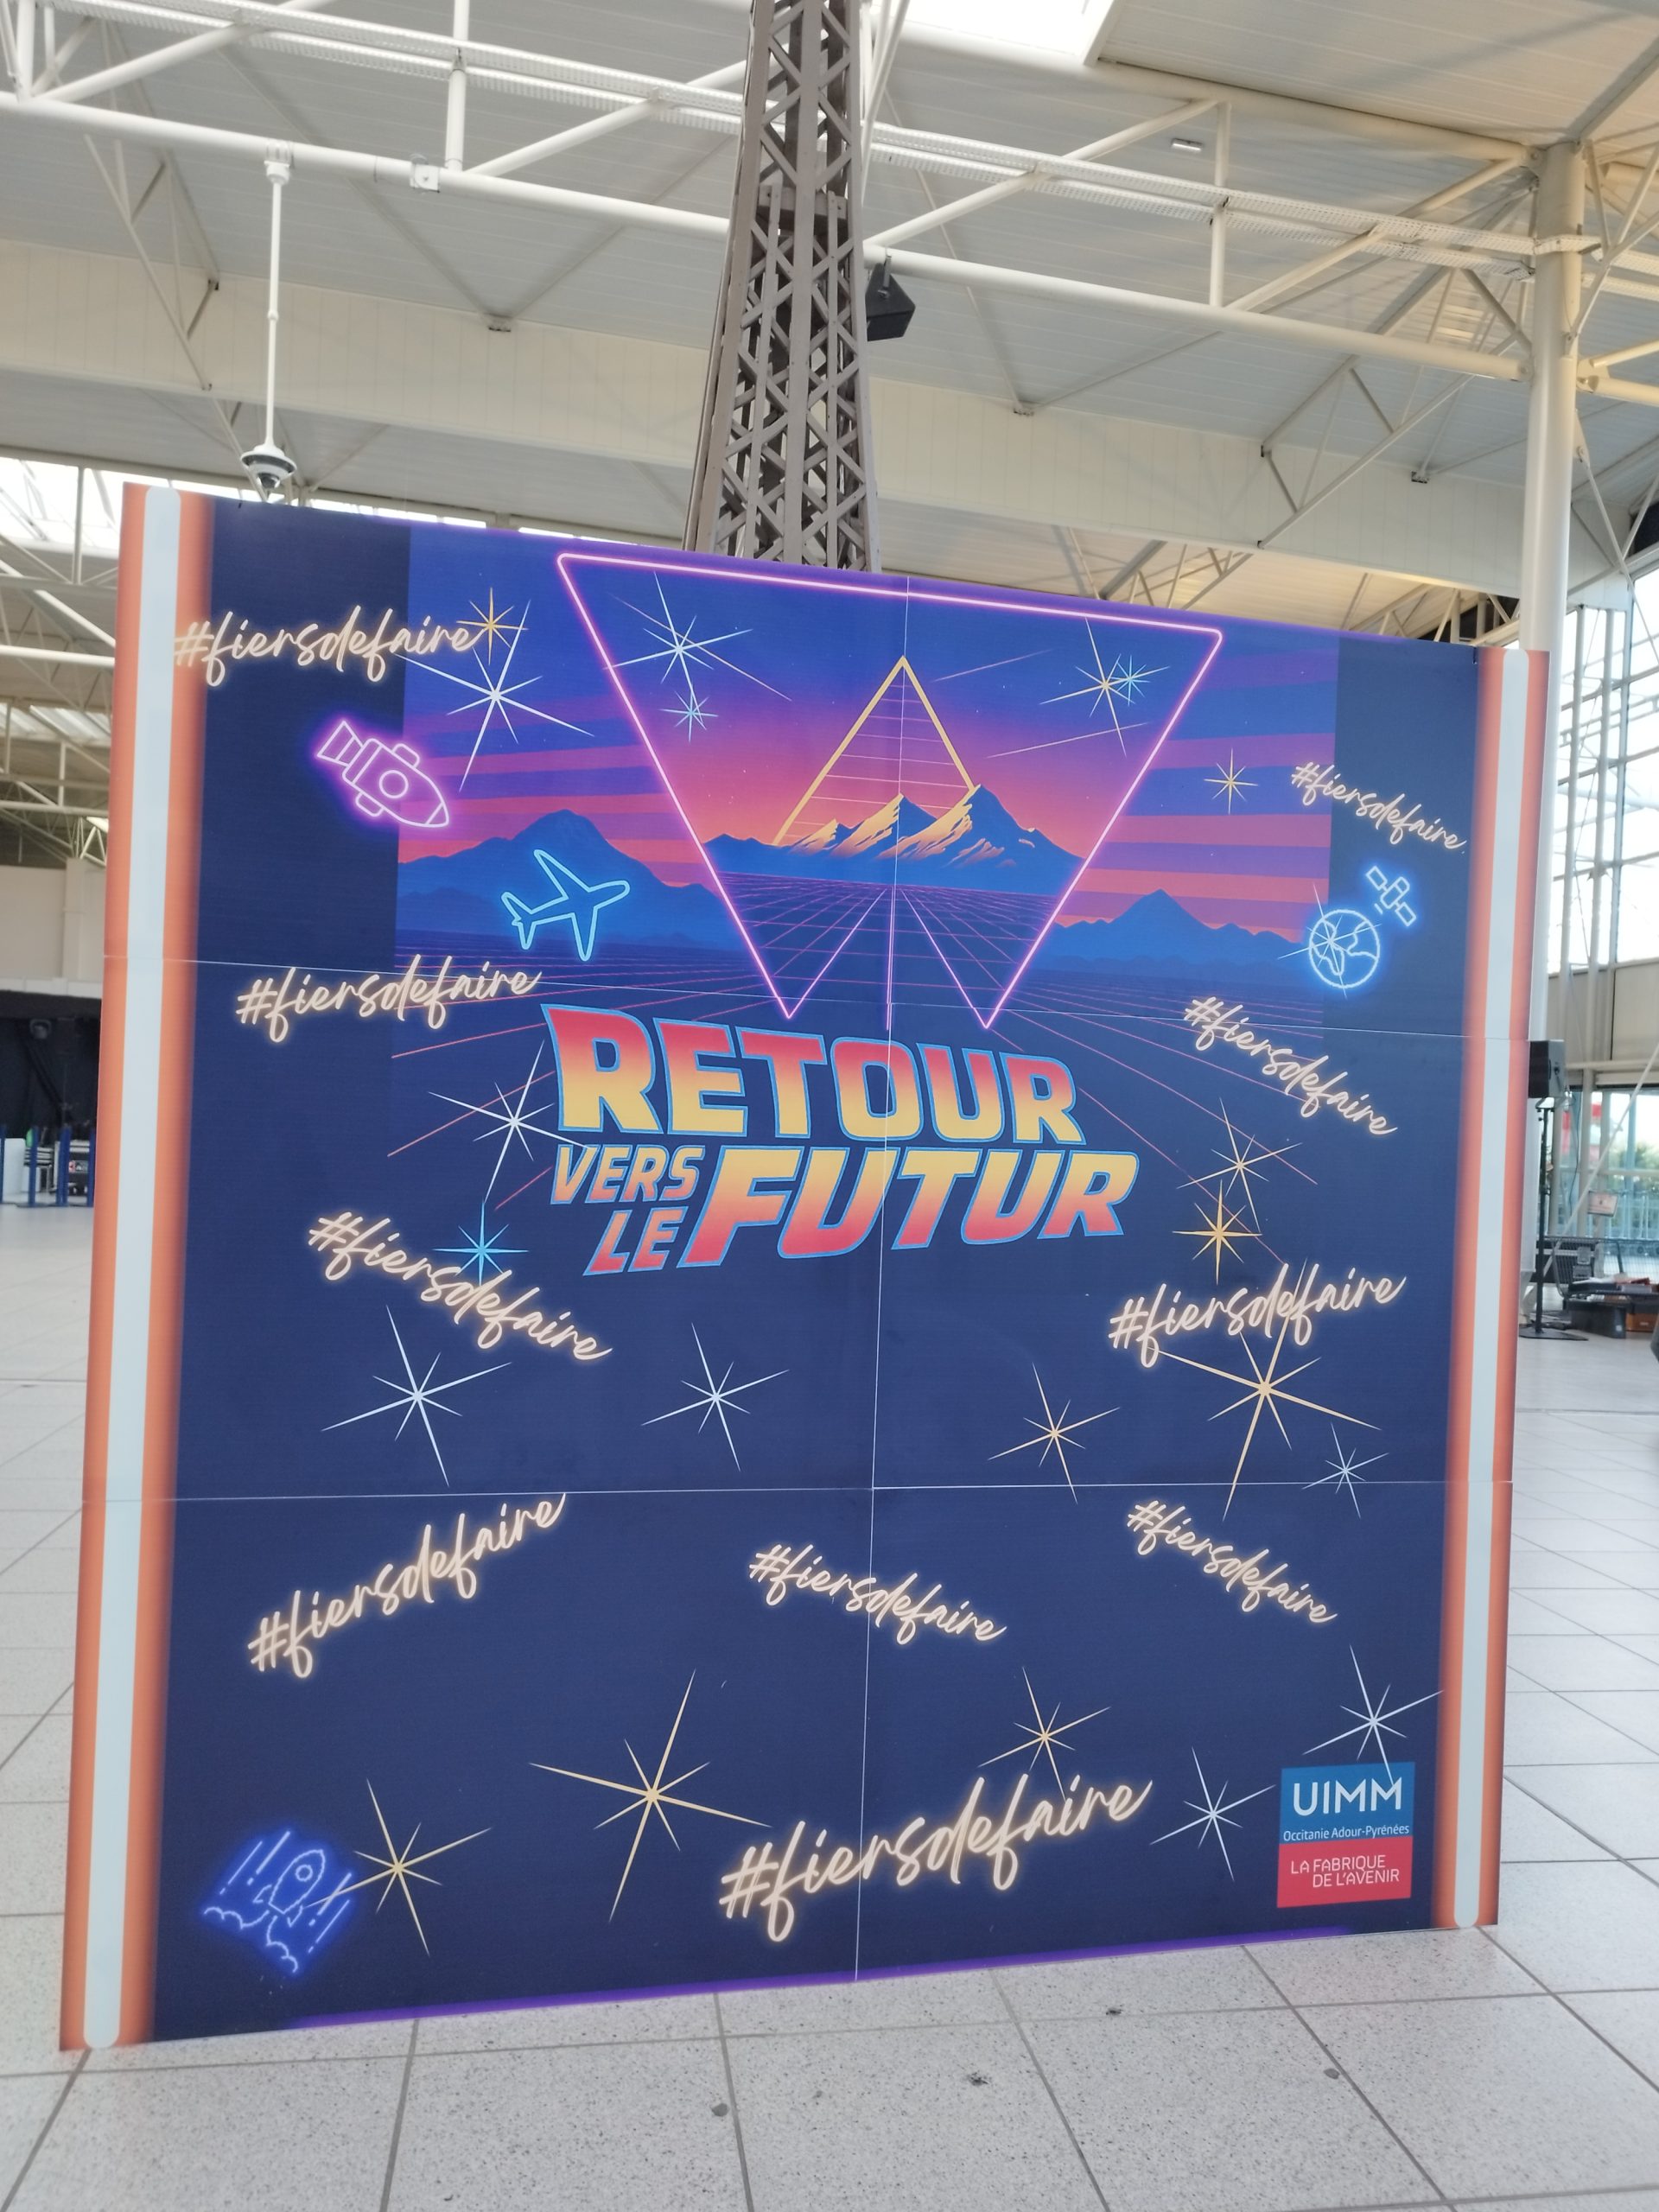 #fiersdefaire
#fiersdefaire
#fiersdefaire
#fiersdefaire
RETOUR
VERS
LE FUTUR
#fiersdefaire
#fiersdefaire
#fiersdefaire
#fiersdefaire
#fiersdefaire
#fiersdefaire
UIMM
Occitanie Adour-Pyrénées
LA FABRIQUE
DE L'AVENIR